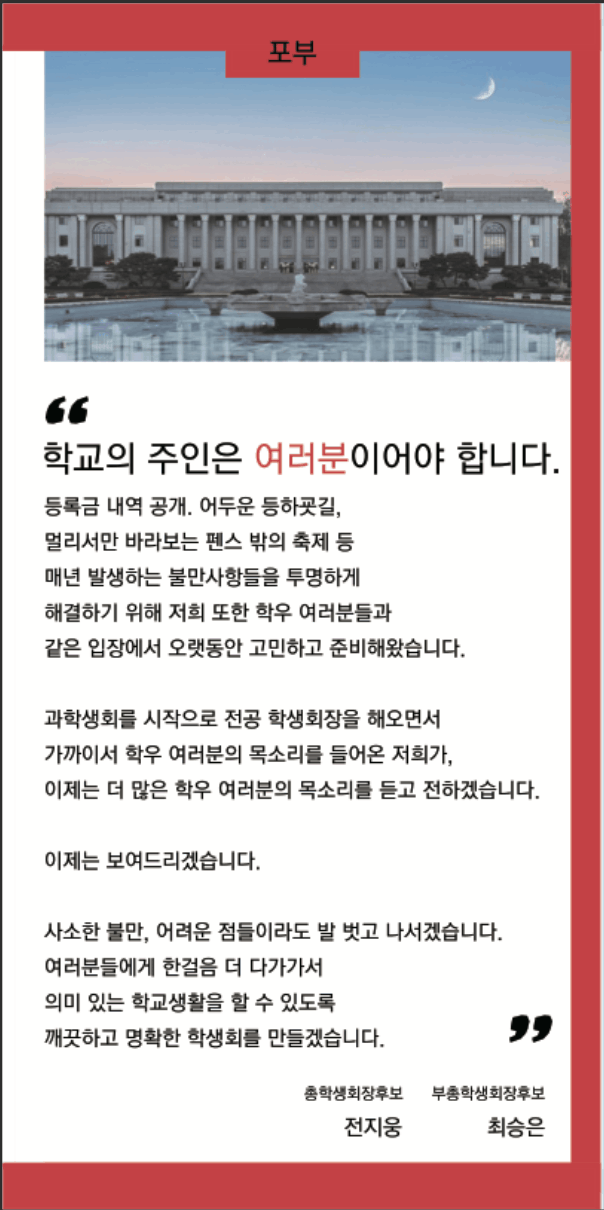 포부
“
학교의 주인은 여러분이어야 합니다.
등록금 내역 공개. 어두운 등하굣길,
멀리서만 바라보는 펜스 밖의 축제 등
매년 발생하는 불만사항들을 투명하게
해결하기 위해 저희 또한 학우 여러분들과
같은 입장에서 오랫동안 고민하고 준비해왔습니다.
과학생회를 시작으로 전공 학생회장을 해오면서
가까이서 학우 여러분의 목소리를 들어온 저희가,
이제는 더 많은 학우 여러분의 목소리를 듣고 전하겠습니다.
이제는 보여드리겠습니다.
사소한 불만, 어려운 점들이라도 발 벗고 나서겠습니다.
여러분들에게 한걸음 더 다가가서
의미 있는 학교생활을 할 수 있도록
깨끗하고 명확한 학생회를 만들겠습니다.
”
총학생회장후보 부총학생회장후보
전지웅 최승은